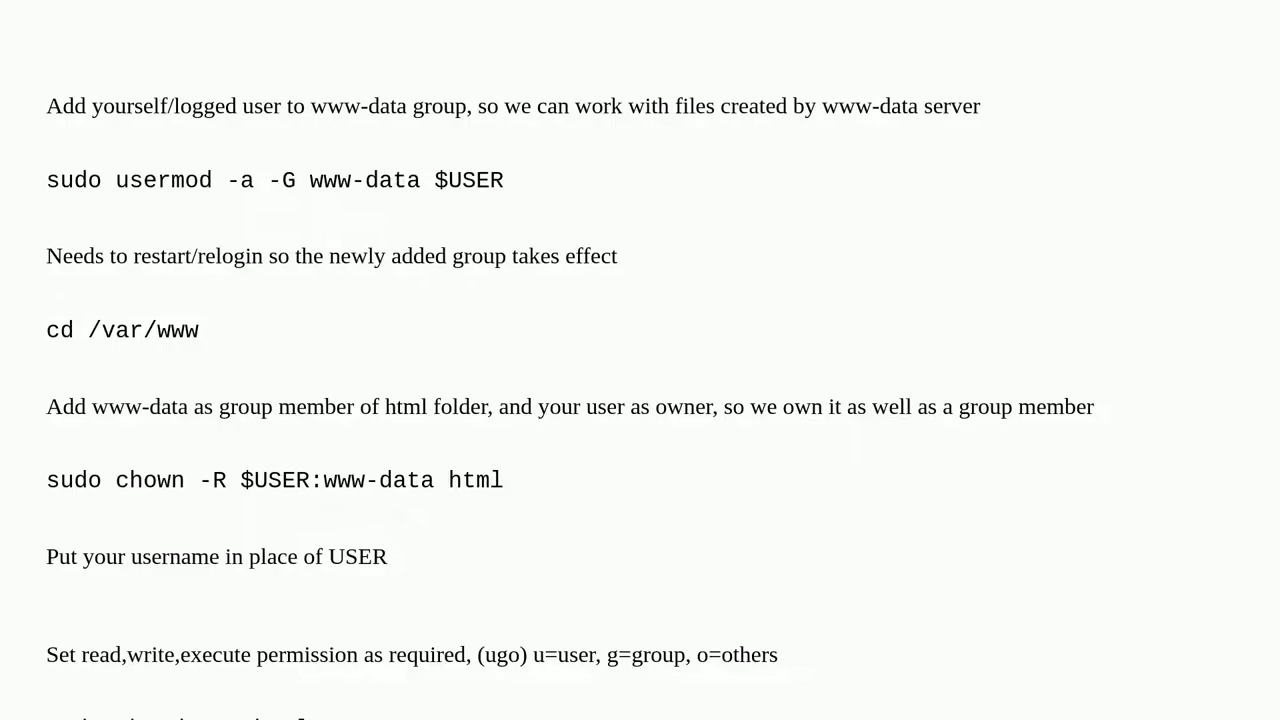 Add yourself/logged user to www-data group, so we can work with files created by www-data server
sudo usermod -a -G www-data $USER
Needs to restart/relogin so the newly added group takes effect
cd /var/www
Add www-data as group member of html folder, and your user as owner, so we own it as well as a group member
sudo chown -R $USER:www-data html
Put your username in place of USER
Set read,write,execute permission as required, (ugo) u=user, g=group, o=others